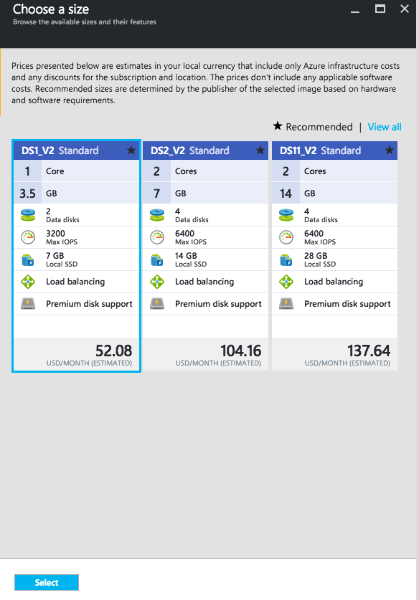 Choose a size
Browse the available sizes and their features
Prices presented below are estimates in your local currency that include only Azure infrastructure costs
and any discounts for the subscription and location. The prices don't include any applicable software
costs. Recommended sizes are determined by the publisher of the selected image based on hardware
and software requirements.
★ Recommended | View all
DS1_V2 Standard ★
1 Core
3.5 GB
2
Data disks
3200
Max IOPS
7 GB
Local SSD
Load balancing
Premium disk support
52.08
USD/MONTH (ESTIMATED)
DS2_V2 Standard ★
2 Cores
7 GB
4
Data disks
6400
Max IOPS
14 GB
Local SSD
Load balancing
Premium disk support
104.16
USD/MONTH (ESTIMATED)
DS11_V2 Standard ★
2 Cores
14 GB
4
Data disks
6400
Max IOPS
28 GB
Local SSD
Load balancing
Premium disk support
137.64
USD/MONTH (ESTIMATED)
Select